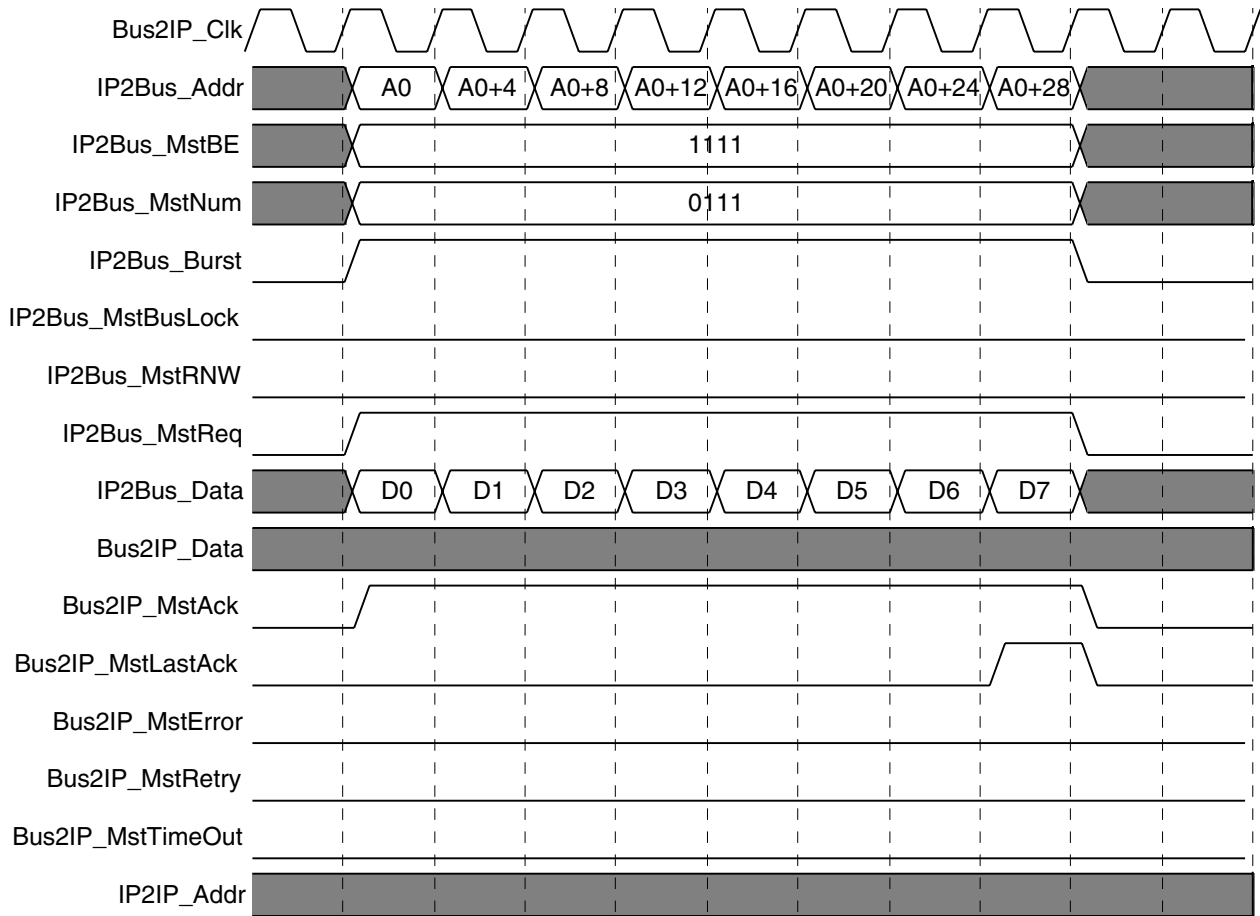 Bus2IP_Clk
IP2Bus_Addr A0 A0+4 A0+8 A0+12 A0+16 A0+20 A0+24 A0+28
IP2Bus_MstBE 1111
IP2Bus_MstNum 0111
IP2Bus_Burst
IP2Bus_MstBusLock
IP2Bus_MstRNW
IP2Bus_MstReq
IP2Bus_Data D0 D1 D2 D3 D4 D5 D6 D7
Bus2IP_Data
Bus2IP_MstAck
Bus2IP_MstLastAck
Bus2IP_MstError
Bus2IP_MstRetry
Bus2IP_MstTimeOut
IP2IP_Addr